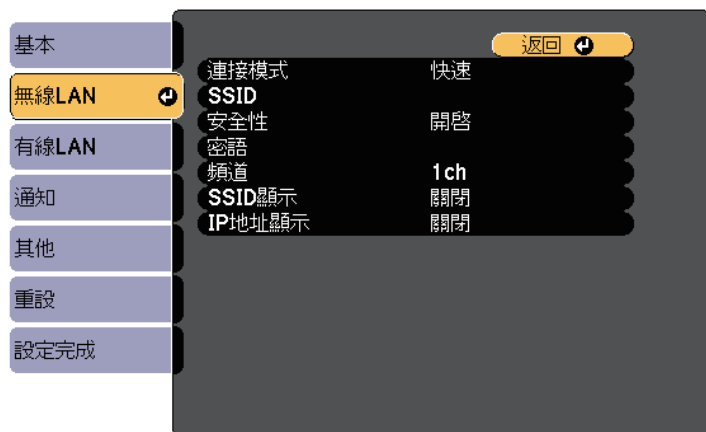 基本
無線LAN
有線LAN
通知
其他
重設
設定完成
返回
連接模式 快速
SSID
安全性 開啓
密語
頻道 1ch
SSID顯示 關閉
IP地址顯示 關閉